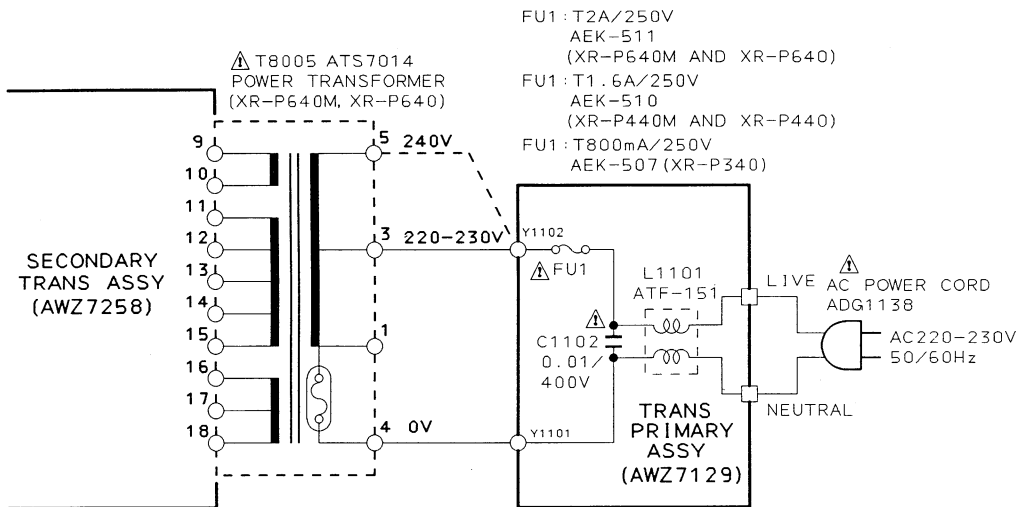 FU1 : T2A/250V
AEK-511
(XR-P640M AND XR-P640)
FU1 : T1.6A/250V
AEK-510
(XR-P440M AND XR-P440)
FU1 : T800mA/250V
AEK-507 (XR-P340)
⚠ T8005 ATS7014
POWER TRANSFORMER
(XR-P640M, XR-P640)
9
10
11
12
13
14
15
16
17
18
SECONDARY
TRANS ASSY
(AWZ7258)
5 240V
3 220-230V
1
4 0V
Y1102
⚠ FU1
Y1101
L1101
ATF-151
⚠
C1102
0.01/
400V
TRANS
PRIMARY
ASSY
(AWZ7129)
LIVE
NEUTRAL
⚠
AC POWER CORD
ADG1138
AC220-230V
50/60Hz